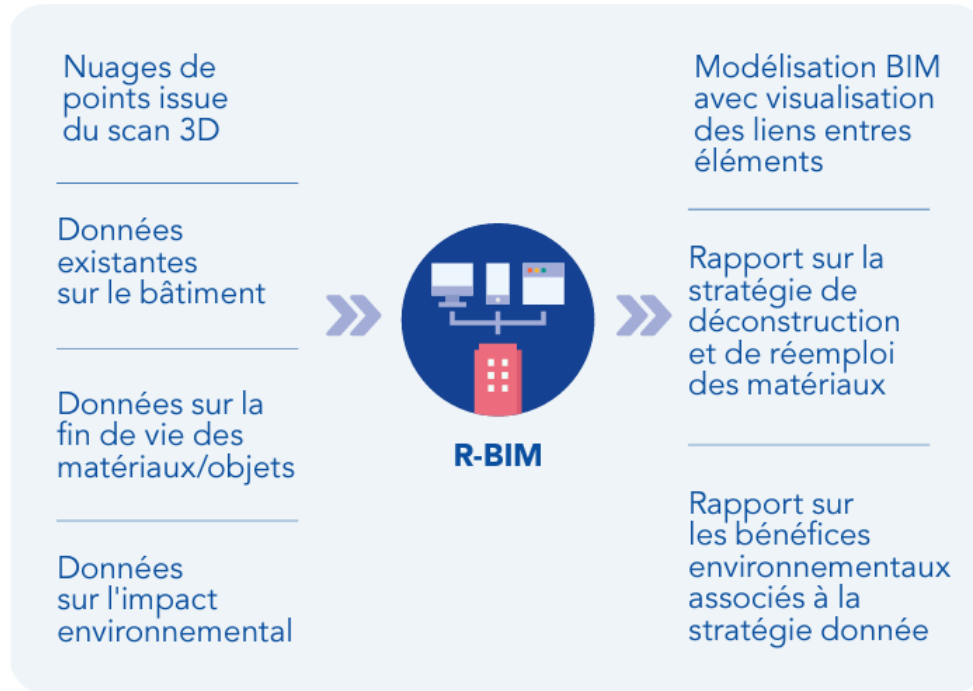 Nuages de
points issue
du scan 3D
Données
existantes
sur le bâtiment
Données sur la
fin de vie des
matériaux/objets
Données
sur l'impact
environnemental
R-BIM
Modélisation BIM
avec visualisation
des liens entres
éléments
Rapport sur la
stratégie de
déconstruction
et de réemploi
des matériaux
Rapport sur
les bénéfices
environnementaux
associés à la
stratégie donnée